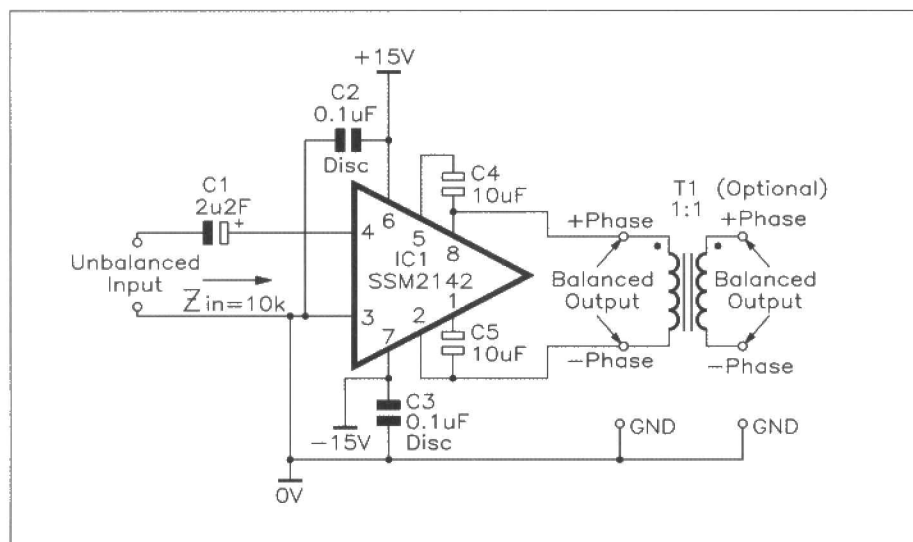 +15V
C2
0.1uF
Disc
C1
2u2F
+
Unbalanced
Input
Zin=10k
4
3
6
5
8
IC1
SSM2142
2
1
7
C4
10uF
C5
10uF
C3
0.1uF
Disc
−15V
0V
T1 (Optional)
1:1
+Phase
+Phase
Balanced
Output
Balanced
Output
−Phase
−Phase
GND
GND